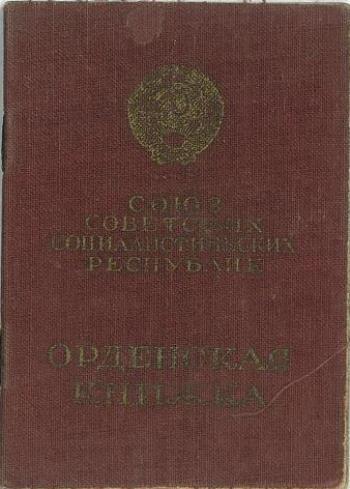 СОЮЗ
СОВЕТСКИХ
СОЦИАЛИСТИЧЕСКИХ
РЕСПУБЛИК
ОРДЕНСКАЯ
КНИЖКА